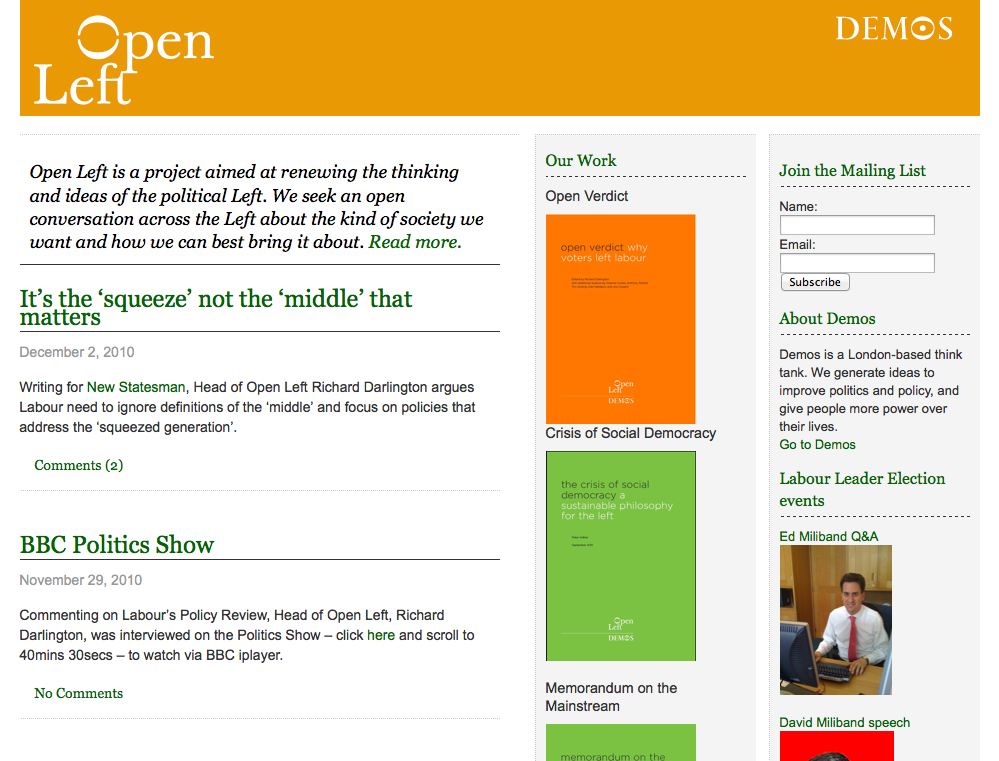 Open
Left
DEMOS
Open Left is a project aimed at renewing the thinking
and ideas of the political Left. We seek an open
conversation across the Left about the kind of society we
want and how we can best bring it about. Read more.
It’s the ‘squeeze’ not the ‘middle’ that
matters
December 2, 2010
Writing for New Statesman, Head of Open Left Richard Darlington argues
Labour need to ignore definitions of the ‘middle’ and focus on policies that
address the ‘squeezed generation’.
Comments (2)
BBC Politics Show
November 29, 2010
Commenting on Labour’s Policy Review, Head of Open Left, Richard
Darlington, was interviewed on the Politics Show – click here and scroll to
40mins 30secs – to watch via BBC iplayer.
No Comments
Our Work
Open Verdict
open verdict why
voters left labour
Open
Left
DEMOS
Crisis of Social Democracy
the crisis of social
democracy a
sustainable philosophy
for the left
Open
Left
DEMOS
Memorandum on the
Mainstream
memorandum on the
Join the Mailing List
Name:
Email:
Subscribe
About Demos
Demos is a London-based think
tank. We generate ideas to
improve politics and policy, and
give people more power over
their lives.
Go to Demos
Labour Leader Election
events
Ed Miliband Q&A
David Miliband speech